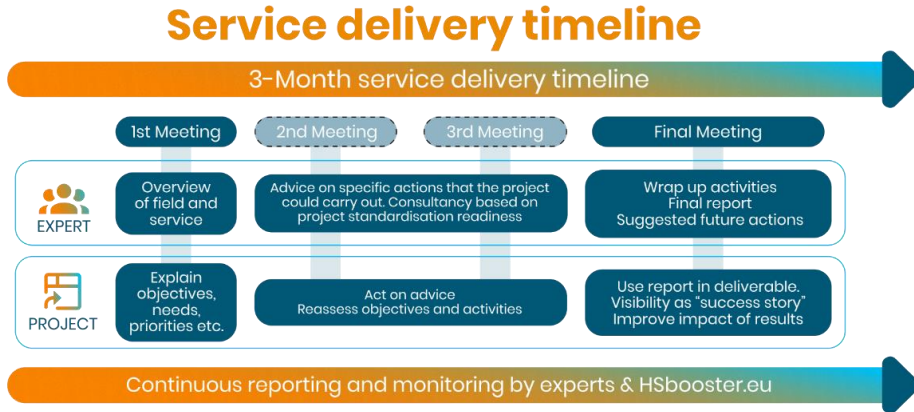 Service delivery timeline
3-Month service delivery timeline
1st Meeting
2nd Meeting
3rd Meeting
Final Meeting
EXPERT
Overview
of field and
service
Advice on specific actions that the project
could carry out. Consultancy based on
project standardisation readiness
Wrap up activities
Final report
Suggested future actions
PROJECT
Explain
objectives,
needs,
priorities etc.
Act on advice
Reassess objectives and activities
Use report in deliverable.
Visibility as “success story”
Improve impact of results
Continuous reporting and monitoring by experts & HSbooster.eu